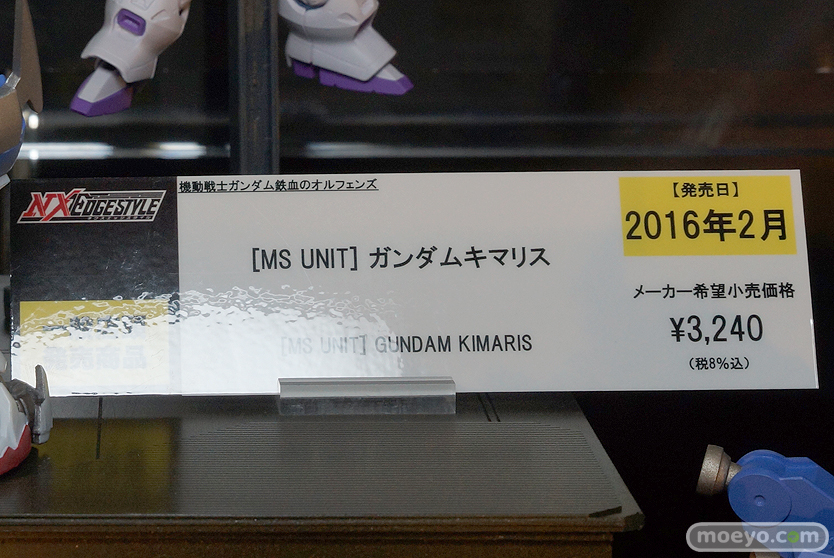 機動戦士ガンダム鉄血のオルフェンズ
NXEDGESTYLE
【発売日】
2016年2月
[MS UNIT] ガンダムキマリス
メーカー希望小売価格
¥3,240
(税8%込)
[MS UNIT] GUNDAM KIMARIS
moeyo.com